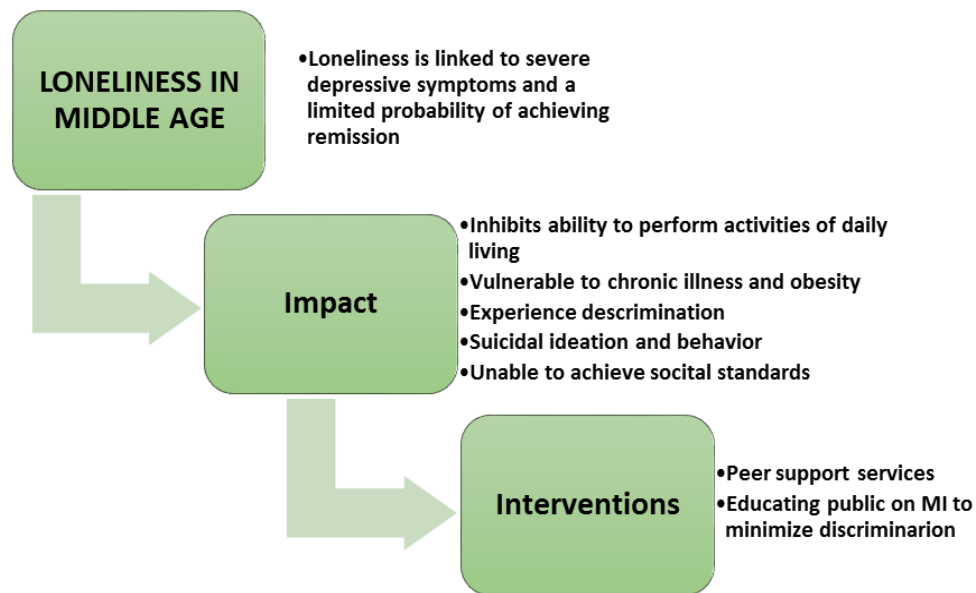 LONELINESS IN
MIDDLE AGE
•Loneliness is linked to severe
depressive symptoms and a
limited probability of achieving
remission
Impact
•Inhibits ability to perform activities of daily
living
•Vulnerable to chronic illness and obesity
•Experience descrimination
•Suicidal ideation and behavior
•Unable to achieve socital standards
Interventions
•Peer support services
•Educating public on MI to
minimize discriminarion